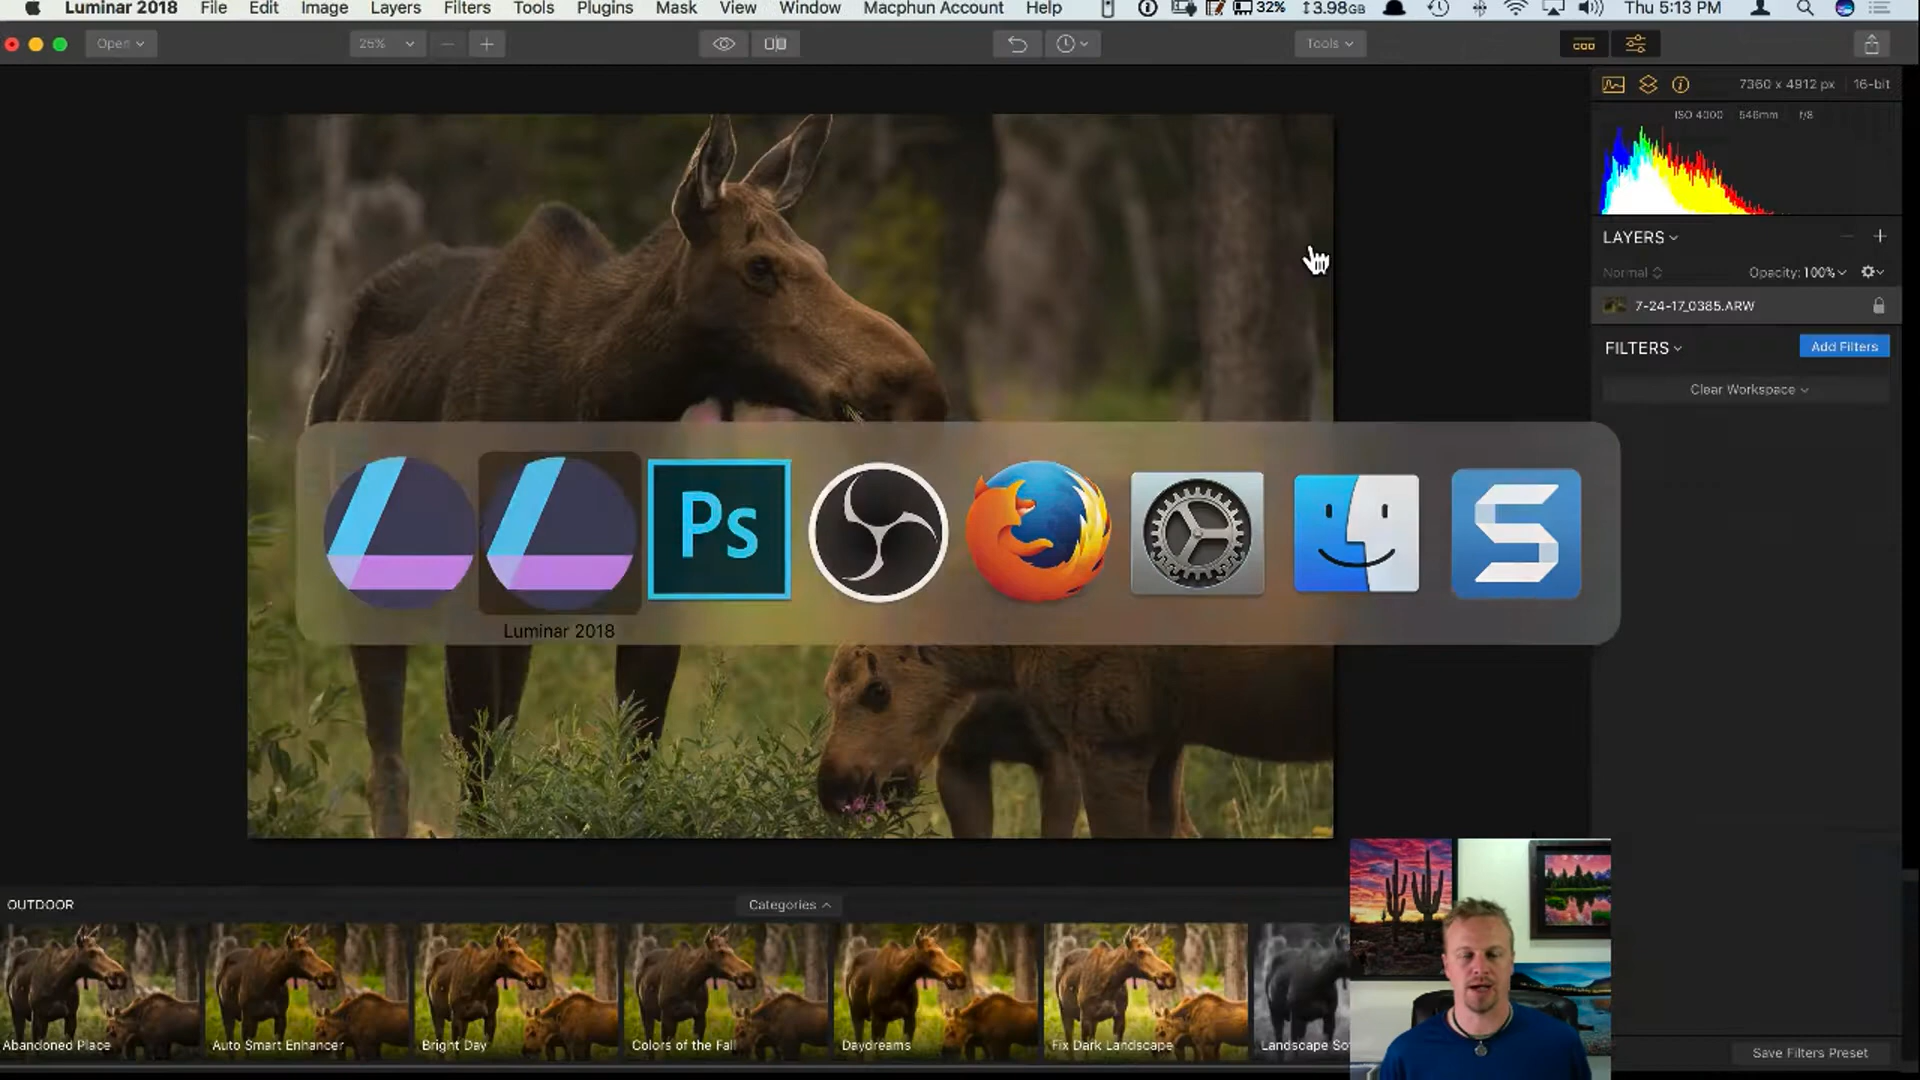 Luminar 2018 File Edit Image Layers Filters Tools Plugins Mask View Window Macphun Account Help 32% 3.98GB Thu 5:13 PM
Open 25% Tools
7360 x 4912 px 16-bit
ISO 4000 546mm f/8
LAYERS
Normal Opacity: 100%
7-24-17_0385.ARW
FILTERS Add Filters
Clear Workspace
Ps
Luminar 2018
OUTDOOR Categories
Abandoned Place Auto Smart Enhancer Bright Day Colors of the Fall Daydreams Fix Dark Landscape Landscape
Save Filters Preset